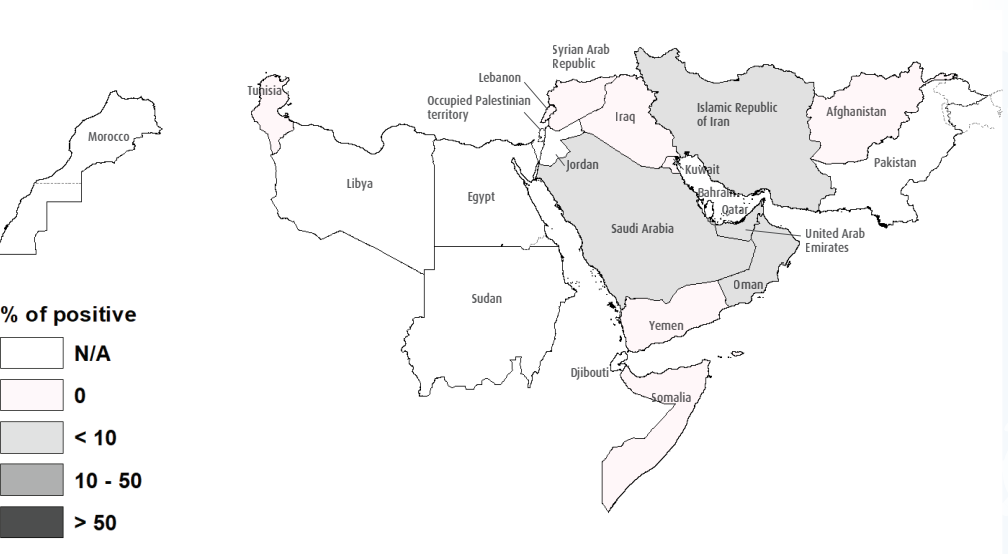 Syrian Arab
Republic
Lebanon
Tunisia
Occupied Palestinian
territory
Islamic Republic
of Iran
Afghanistan
Iraq
Morocco
Pakistan
Jordan
Kuwait
Libya
Egypt
Bahrain
Qatar
Saudi Arabia
United Arab
Emirates
Oman
Sudan
Yemen
Djibouti
Somalia
% of positive
N/A
0
< 10
10 - 50
> 50